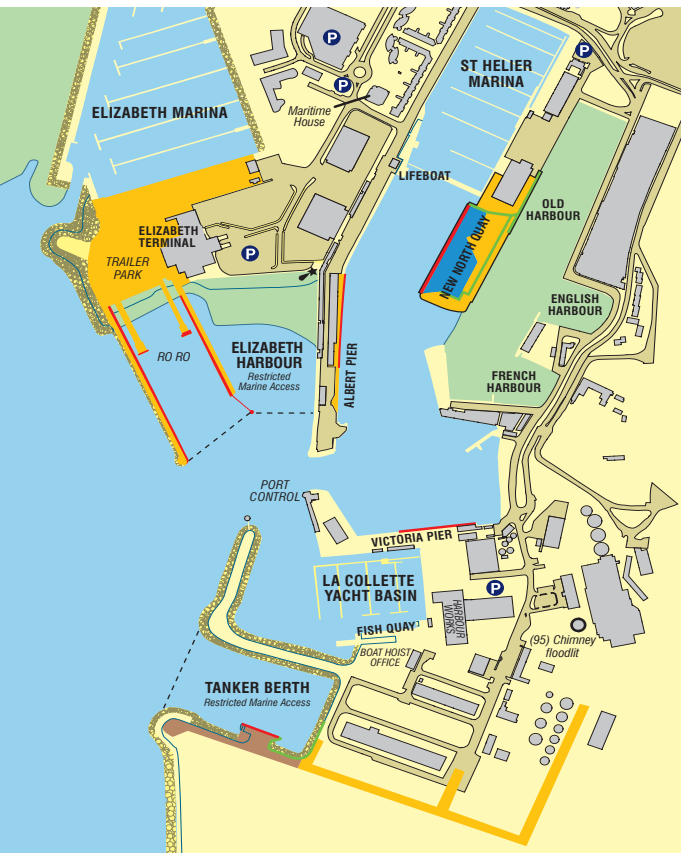 P
P
P
ST HELIER
MARINA
ELIZABETH MARINA
Maritime
House
LIFEBOAT
OLD
HARBOUR
NEW NORTH QUAY
ELIZABETH
TERMINAL
P
TRAILER
PARK
ENGLISH
HARBOUR
RO RO
ELIZABETH
HARBOUR
Restricted
Marine Access
ALBERT PIER
FRENCH
HARBOUR
PORT
CONTROL
VICTORIA PIER
LA COLLETTE
YACHT BASIN
P
HARBOUR
WORKS
FISH QUAY
BOAT HOIST
OFFICE
(95) Chimney
floodlit
TANKER BERTH
Restricted Marine Access